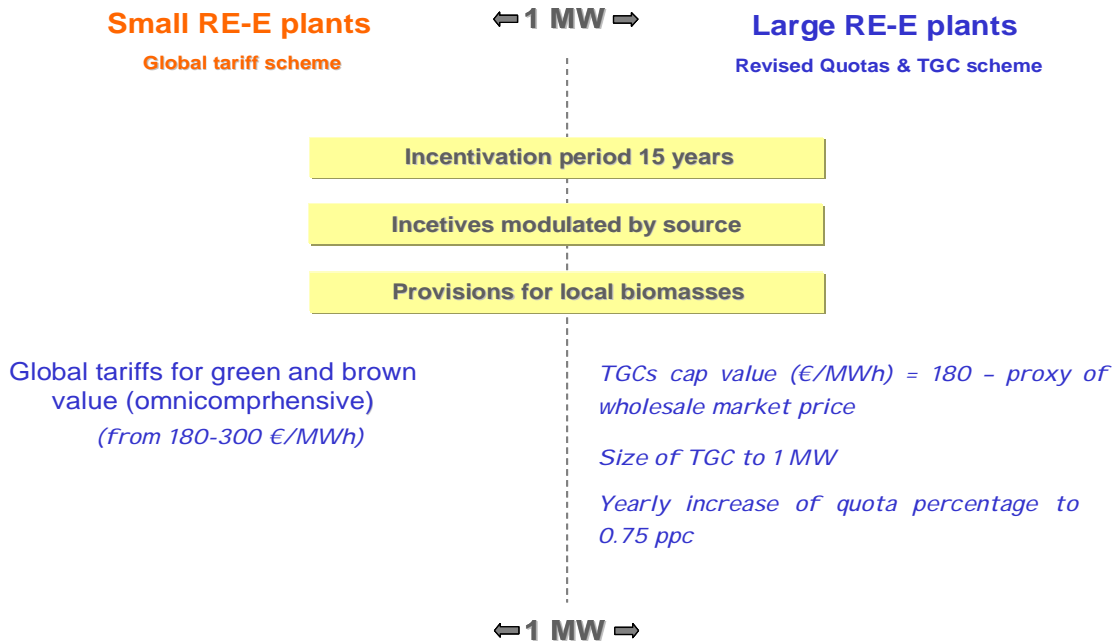 Small RE-E plants
Global tariff scheme
⇐ 1 MW ⇒
Large RE-E plants
Revised Quotas & TGC scheme
Incentivation period 15 years
Incetives modulated by source
Provisions for local biomasses
Global tariffs for green and brown
value (omnicomprhensive)
(from 180-300 €/MWh)
TGCs cap value (€/MWh) = 180 – proxy of
wholesale market price
Size of TGC to 1 MW
Yearly increase of quota percentage to
0.75 ppc
⇐ 1 MW ⇒